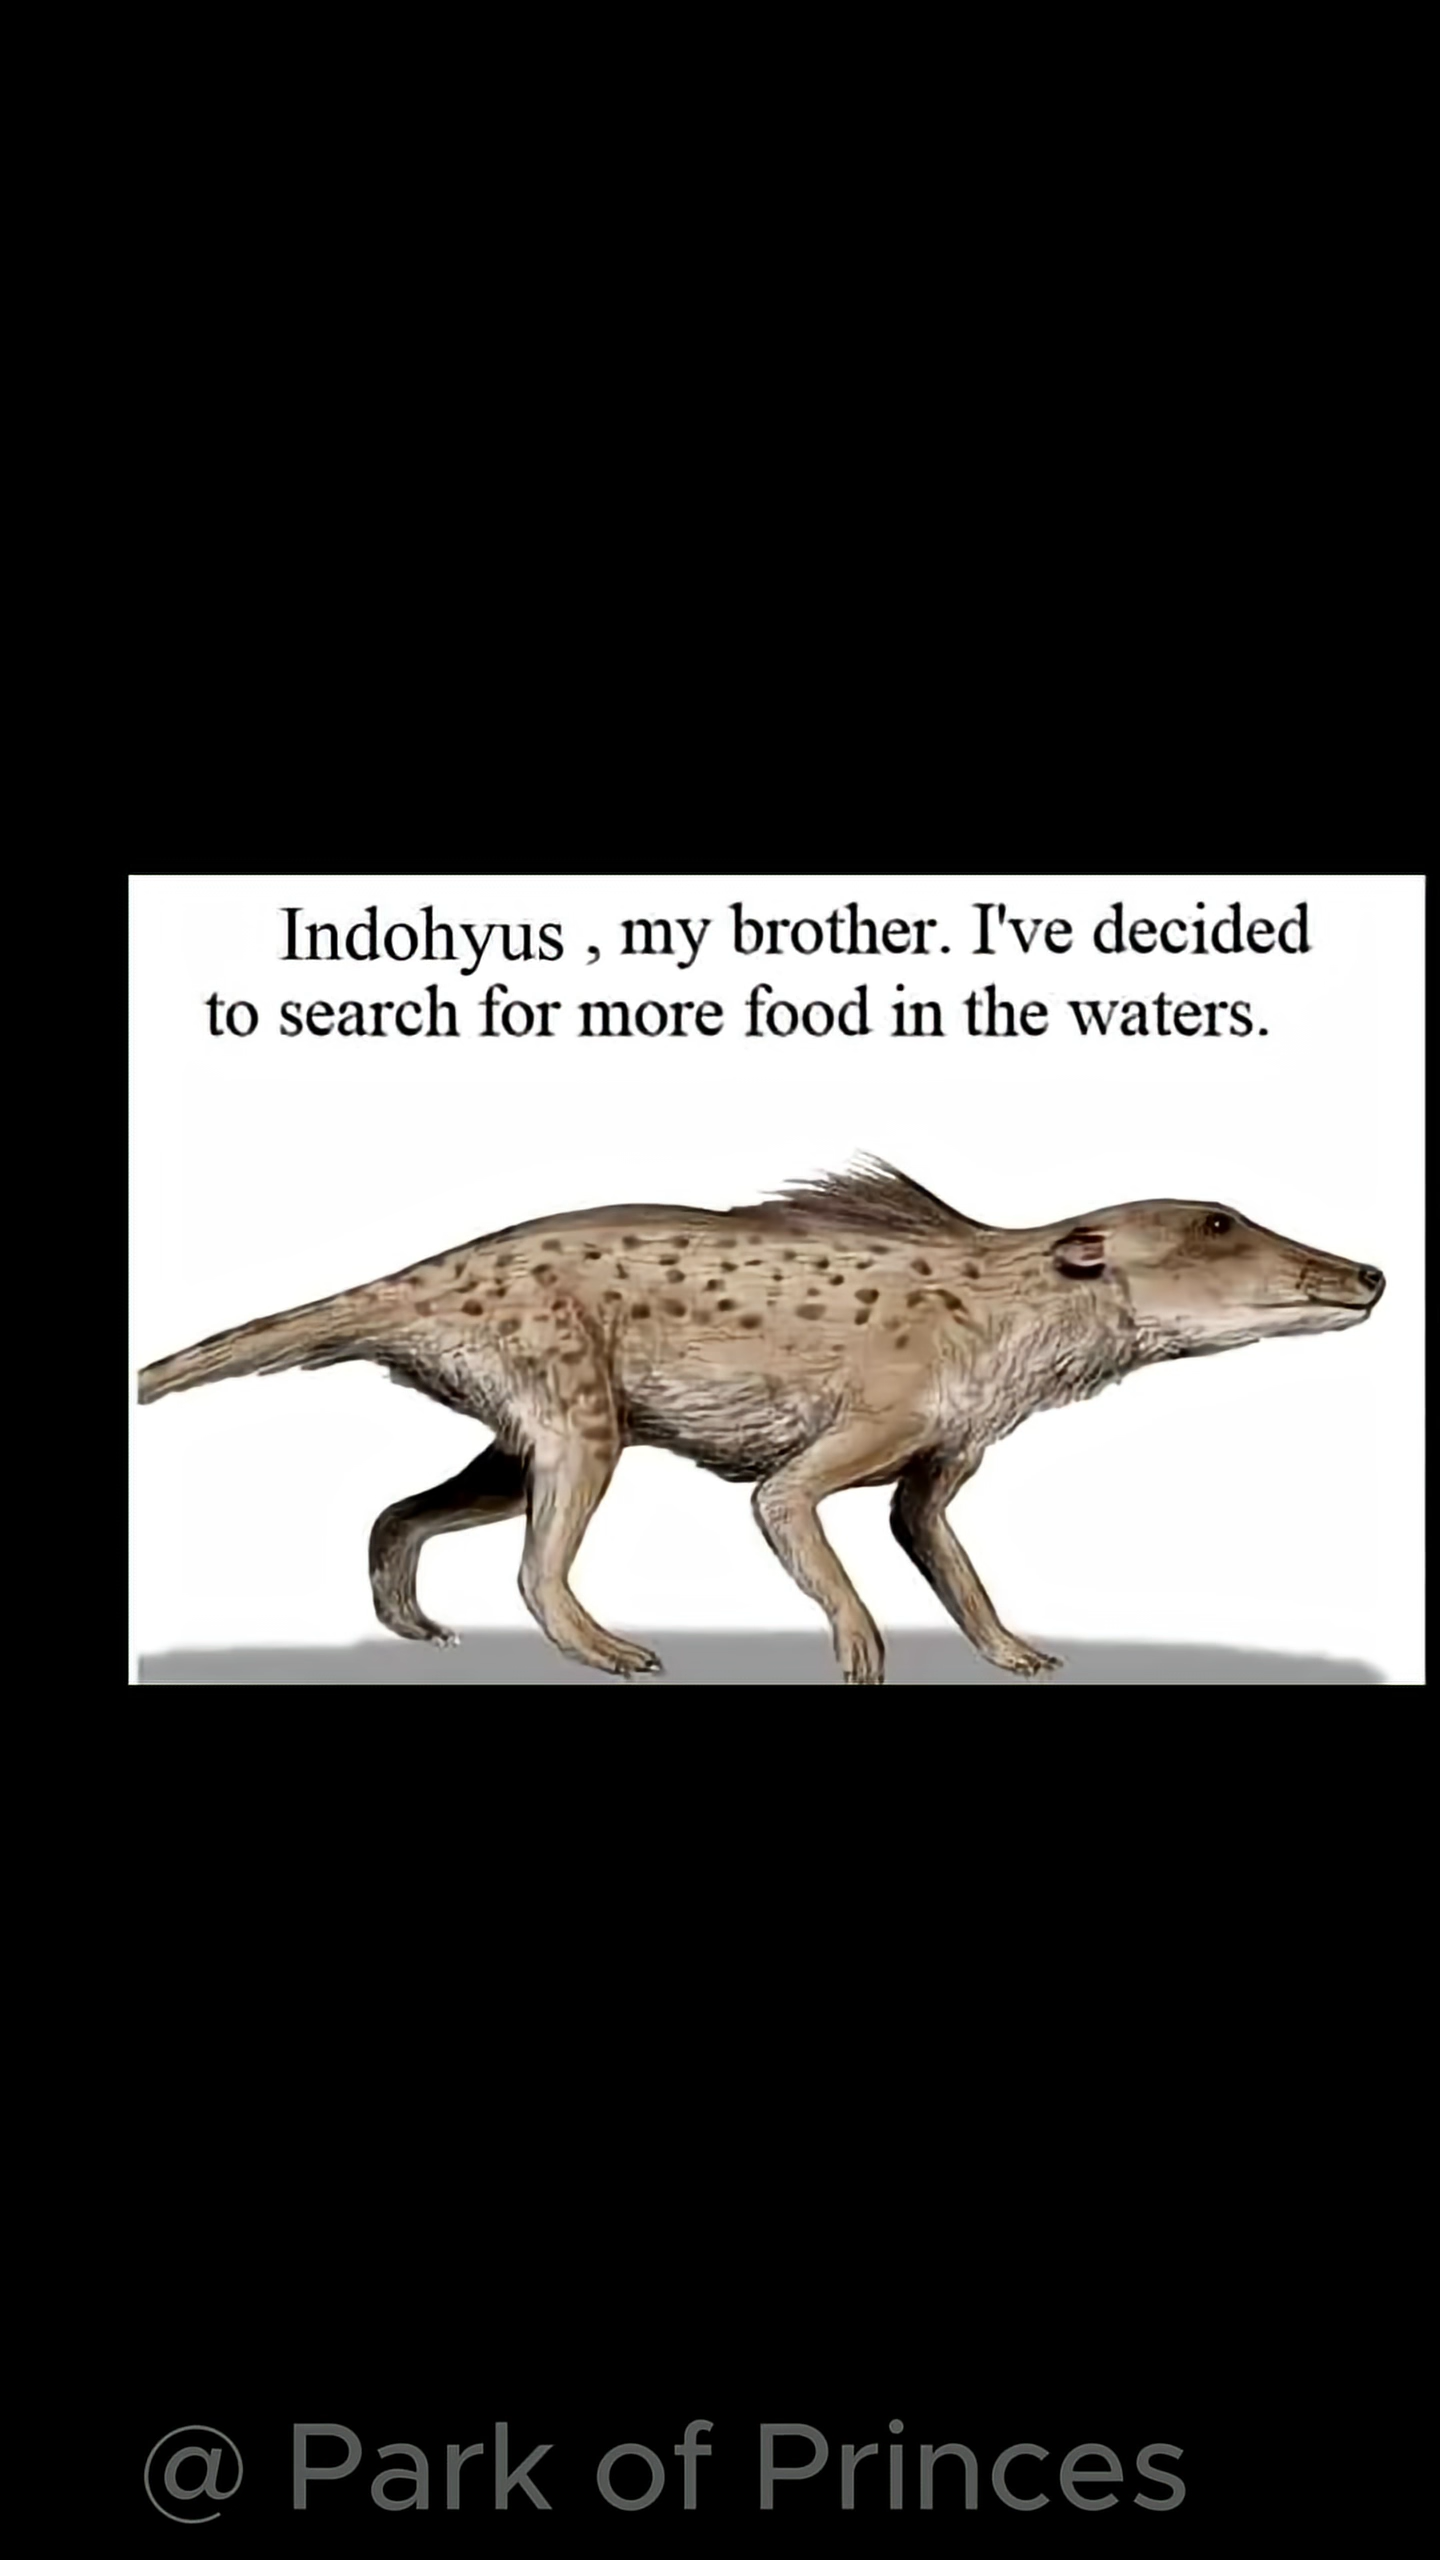 Indohyus , my brother. I've decided
to search for more food in the waters.
@ Park of Princes